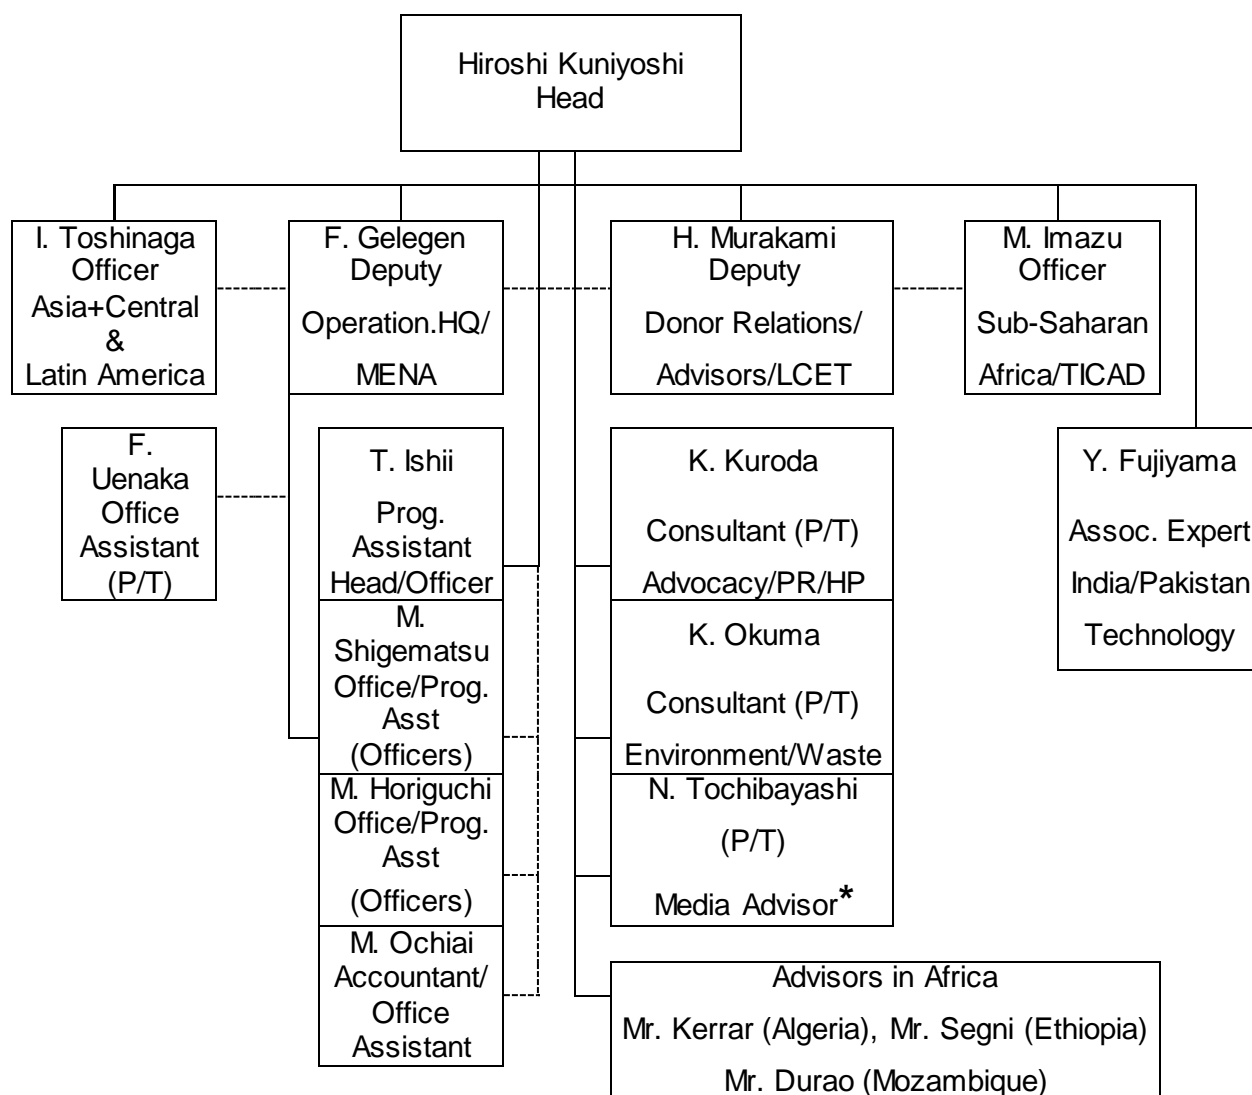 Hiroshi Kuniyoshi
Head
I. Toshinaga
Officer
Asia+Central
&
Latin America
F. Gelegen
Deputy
Operation.HQ/
MENA
H. Murakami
Deputy
Donor Relations/
Advisors/LCET
M. Imazu
Officer
Sub-Saharan
Africa/TICAD
F.
Uenaka
Office
Assistant
(P/T)
T. Ishii
Prog.
Assistant
Head/Officer
K. Kuroda
Consultant (P/T)
Advocacy/PR/HP
Y. Fujiyama
Assoc. Expert
India/Pakistan
Technology
M.
Shigematsu
Office/Prog.
Asst
(Officers)
K. Okuma
Consultant (P/T)
Environment/Waste
M. Horiguchi
Office/Prog.
Asst
(Officers)
N. Tochibayashi
(P/T)
Media Advisor*
M. Ochiai
Accountant/
Office
Assistant
Advisors in Africa
Mr. Kerrar (Algeria), Mr. Segni (Ethiopia)
Mr. Durao (Mozambique)